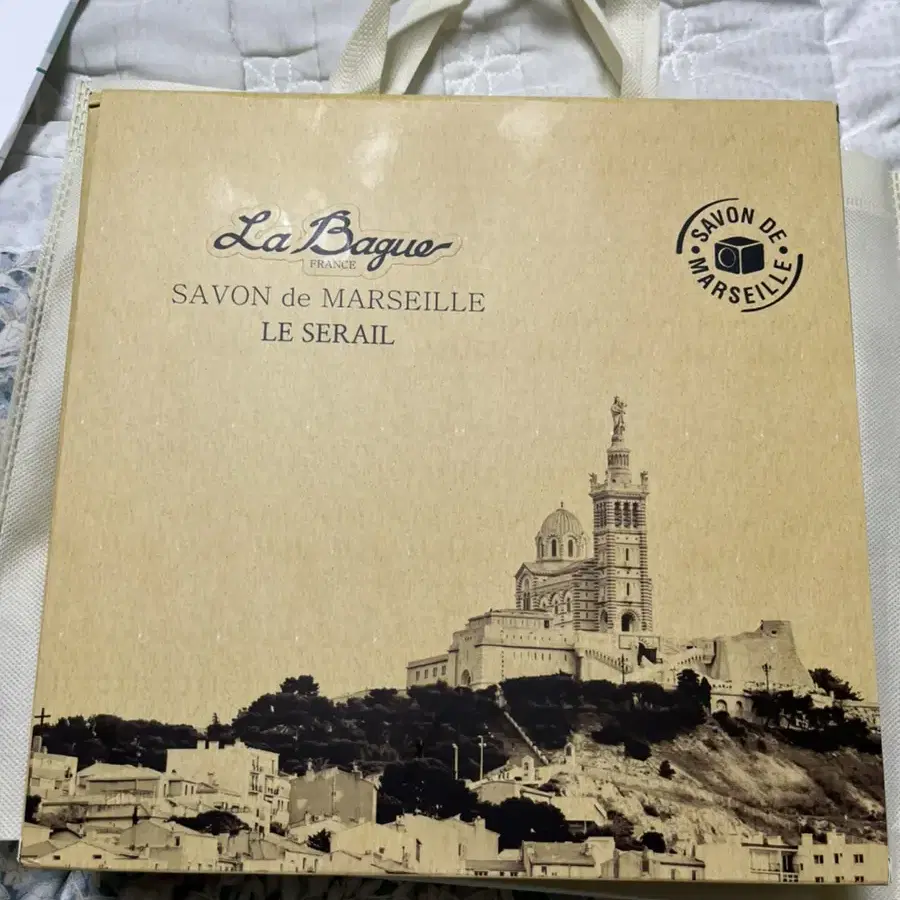 La Bague
FRANCE
SAVON de MARSEILLE
LE SERAIL
SAVON DE
MARSEILLE